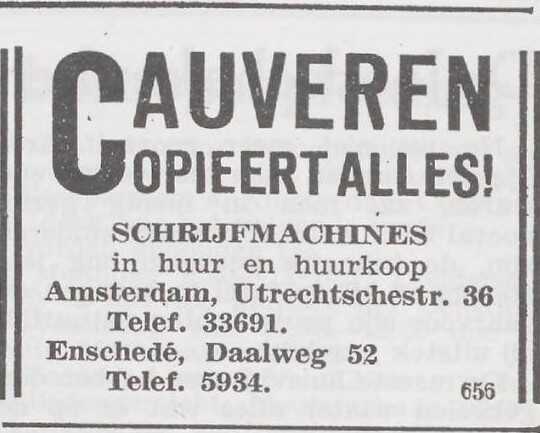 CAUVEREN
COPIEERT ALLES!
SCHRIJFMACHINES
in huur en huurkoop
Amsterdam, Utrechtschestr. 36
Telef. 33691.
Enschedé, Daalweg 52
Telef. 5934.
656